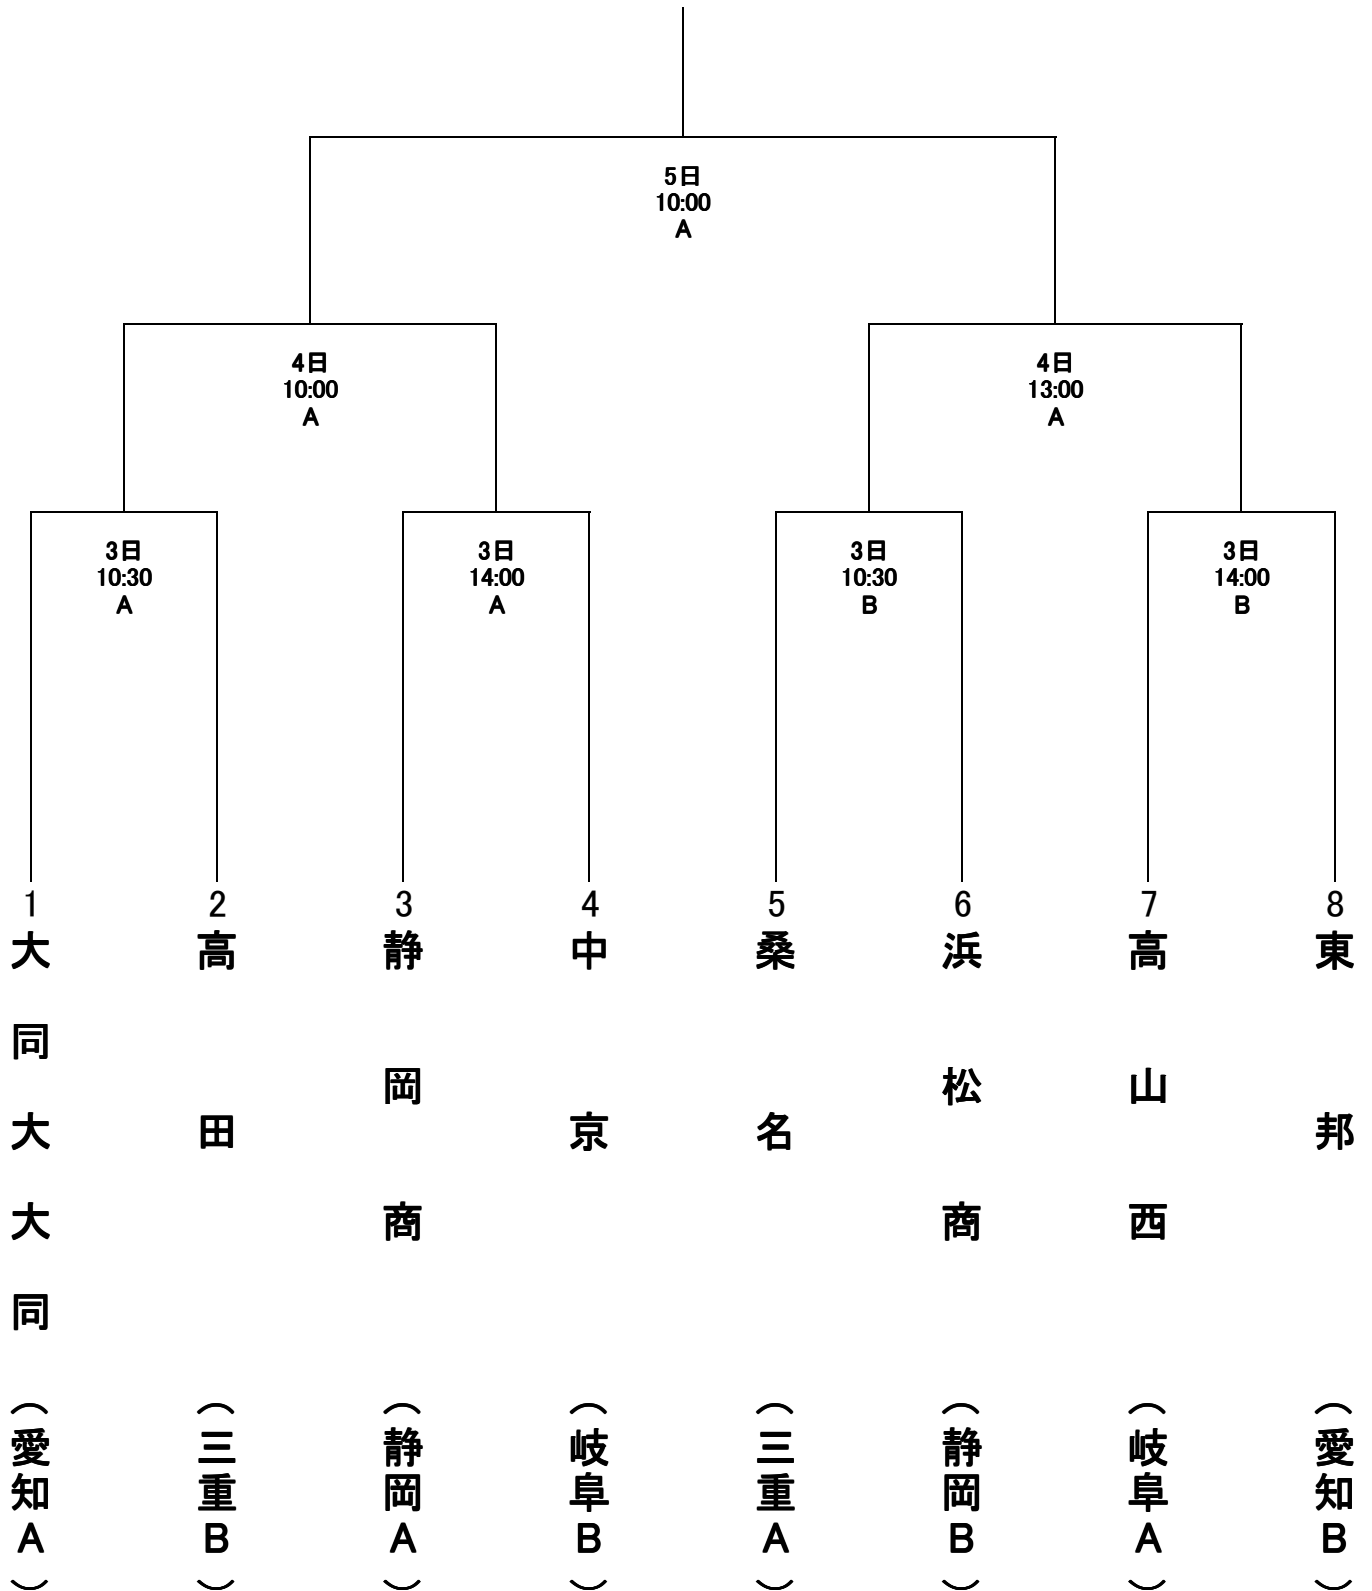 5日
10:00
A
4日
10:00
A
4日
13:00
A
3日
10:30
A
3日
14:00
A
3日
10:30
B
3日
14:00
B
1
大同大大同
（愛知A）
2
高田
（三重B）
3
静岡商
（静岡A）
4
中京
（岐阜B）
5
桑名
（三重A）
6
浜松商
（静岡B）
7
高山西
（岐阜A）
8
東邦
（愛知B）